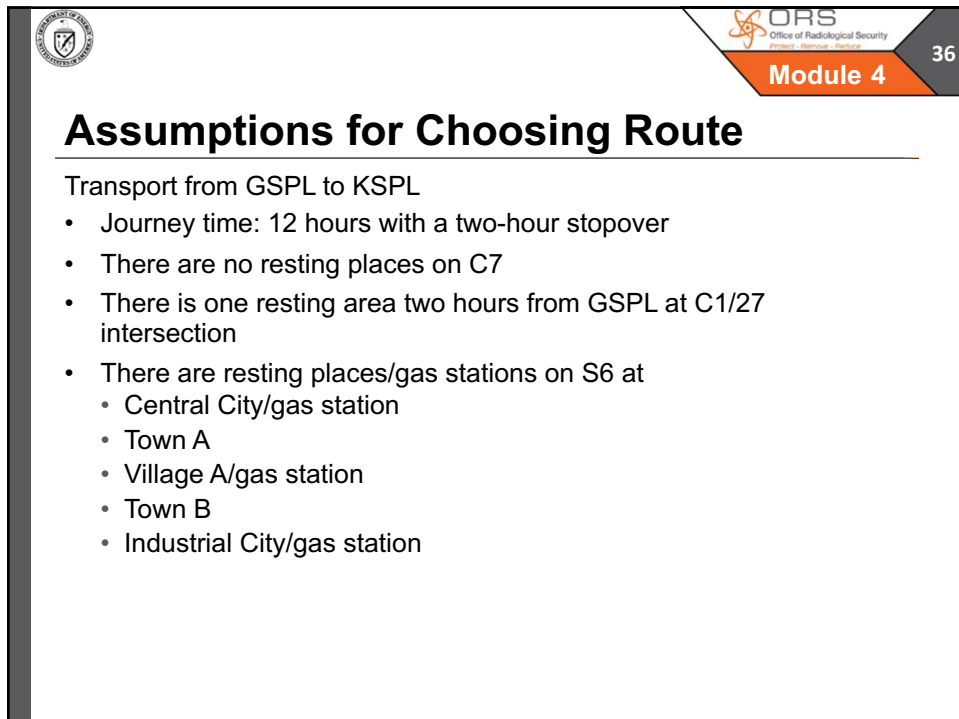 ORS
Office of Radiological Security
Protect - Remove - Reduce
36
Module 4
Assumptions for Choosing Route
Transport from GSPL to KSPL
• Journey time: 12 hours with a two-hour stopover
• There are no resting places on C7
• There is one resting area two hours from GSPL at C1/27
intersection
• There are resting places/gas stations on S6 at
• Central City/gas station
• Town A
• Village A/gas station
• Town B
• Industrial City/gas station